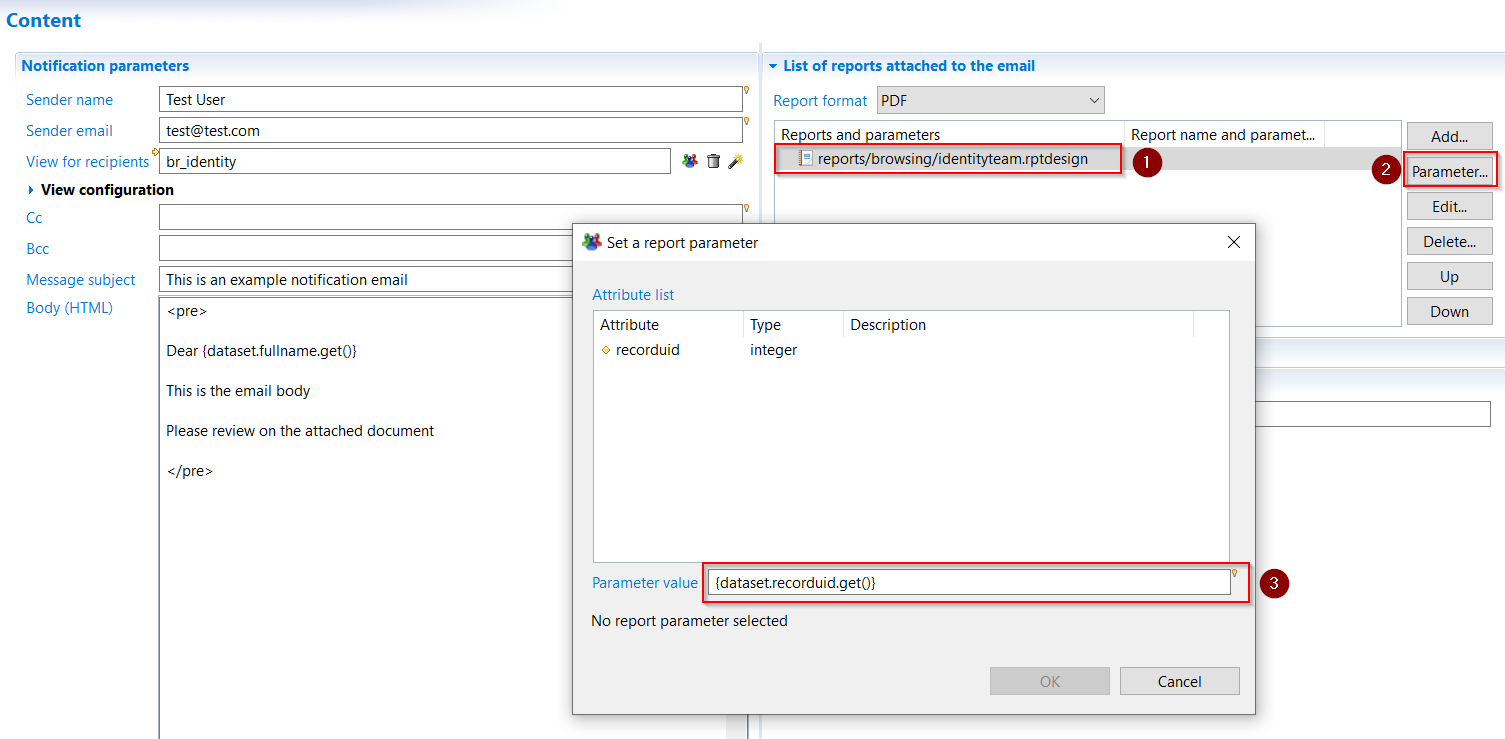 Content
Notification parameters
Sender name
Test User
Sender email
test@test.com
View for recipients
br_identity
View configuration
Cc
Bcc
Message subject
This is an example notification email
Body (HTML)
<pre>
Dear {dataset.fullname.get()}
This is the email body
Please review on the attached document
</pre>
List of reports attached to the email
Report format
PDF
Reports and parameters
Report name and paramet...
reports/browsing/identityteam.rptdesign
1
2
Add...
Parameter...
Edit...
Delete...
Up
Down
Set a report parameter
Attribute list
Attribute
Type
Description
recorduid
integer
Parameter value
{dataset.recorduid.get()}
3
No report parameter selected
OK
Cancel